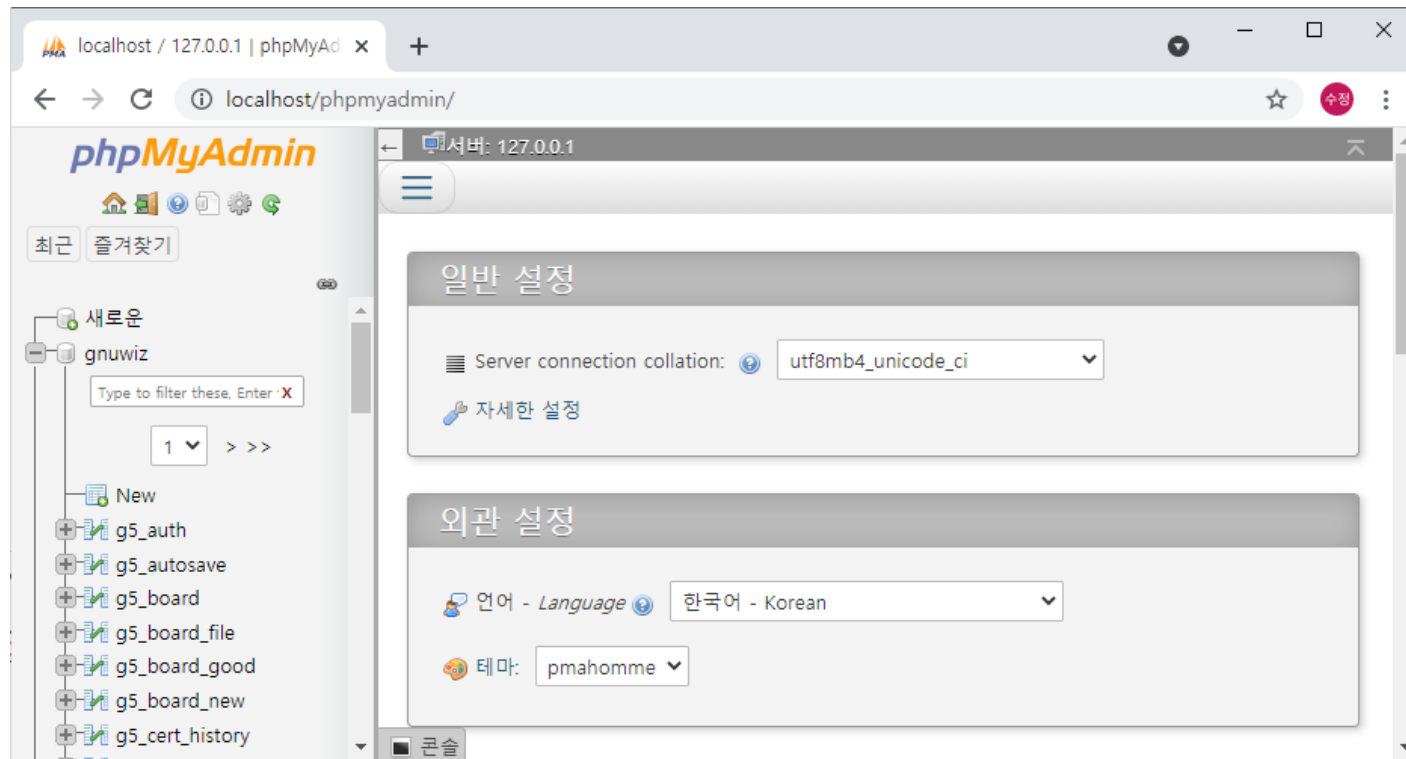 PMA localhost / 127.0.0.1 | phpMyAd
localhost/phpmyadmin/
수정
phpMyAdmin
최근 즐겨찾기
새로운
gnuwiz
Type to filter these, Enter X
1 > >>
New
g5_auth
g5_autosave
g5_board
g5_board_file
g5_board_good
g5_board_new
g5_cert_history
서버: 127.0.0.1
일반 설정
Server connection collation: utf8mb4_unicode_ci
자세한 설정
외관 설정
언어 - Language 한국어 - Korean
테마: pmahomme
콘솔